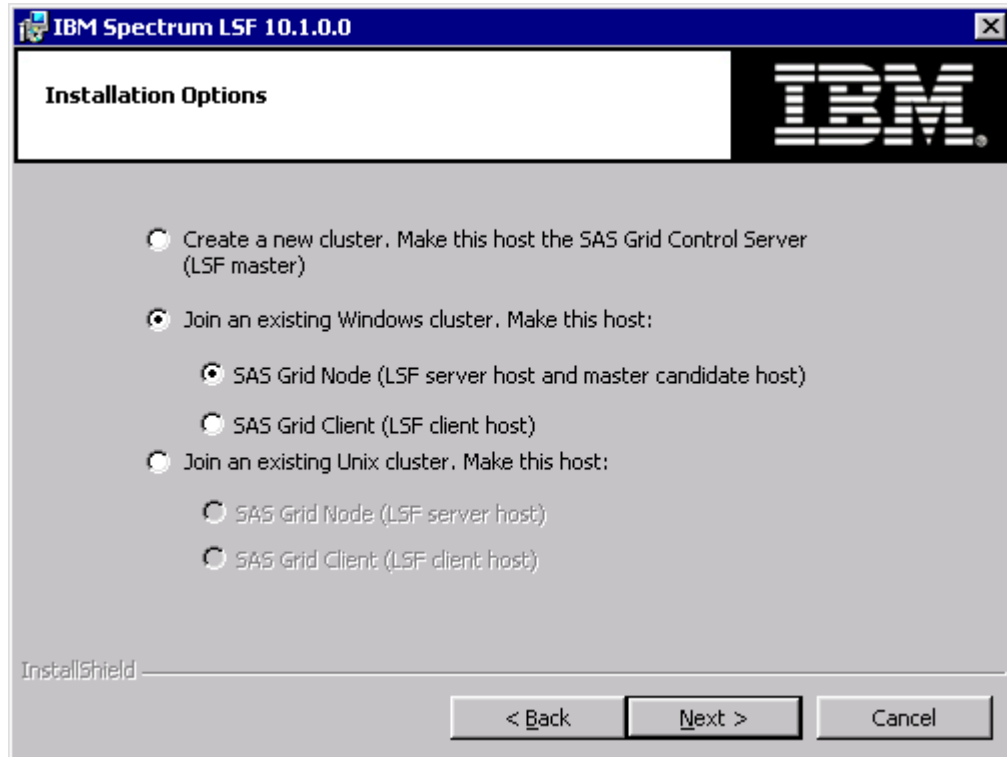 IBM Spectrum LSF 10.1.0.0
Installation Options
IBM®
Create a new cluster. Make this host the SAS Grid Control Server
(LSF master)
Join an existing Windows cluster. Make this host:
SAS Grid Node (LSF server host and master candidate host)
SAS Grid Client (LSF client host)
Join an existing Unix cluster. Make this host:
SAS Grid Node (LSF server host)
SAS Grid Client (LSF client host)
InstallShield
< Back
Next >
Cancel